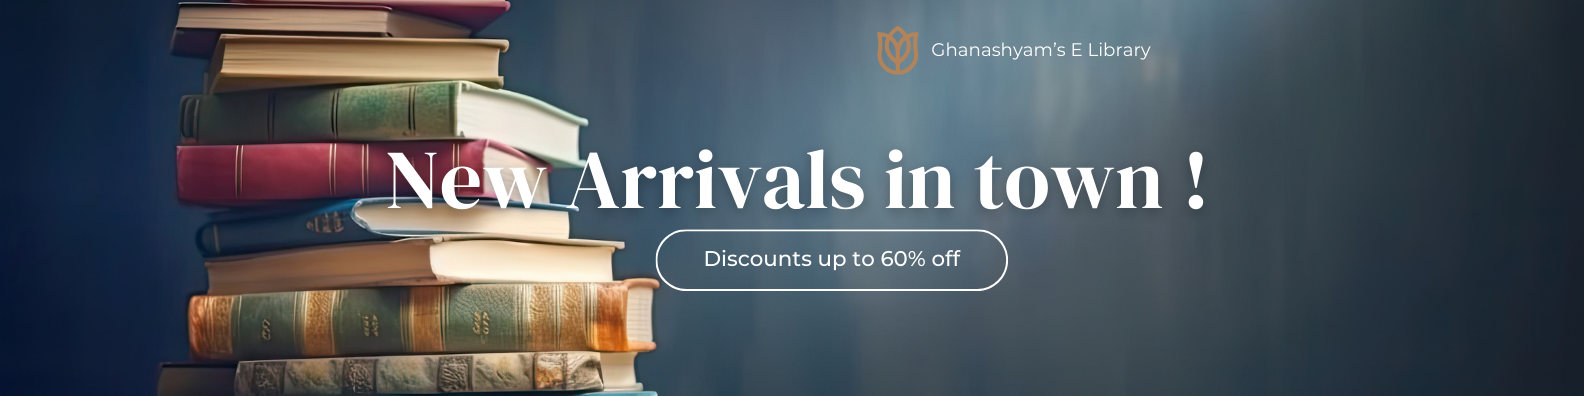 Ghanashyam's E Library
New Arrivals in town !
Discounts up to 60% off